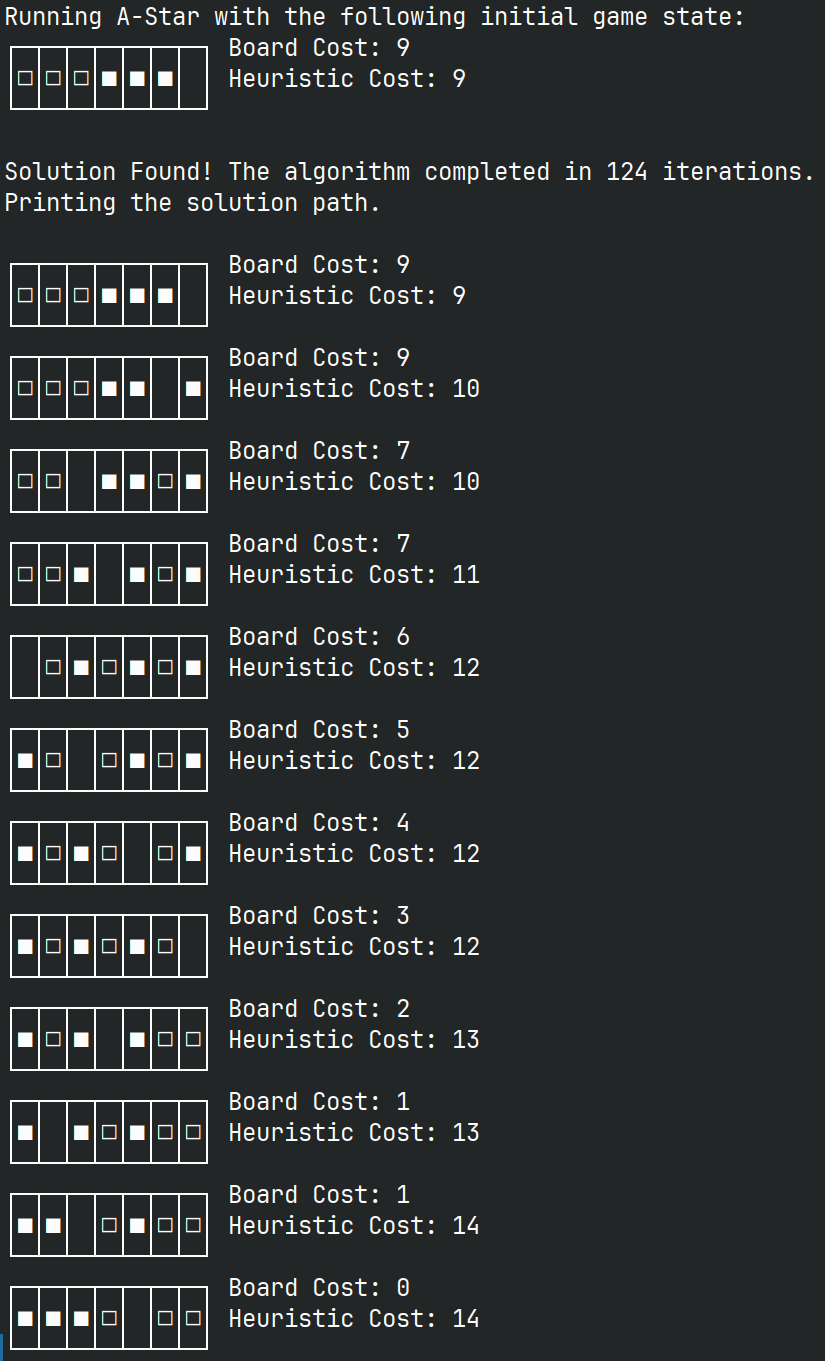 Running A-Star with the following initial game state:
Board Cost: 9
□□□■■■ Heuristic Cost: 9
Solution Found! The algorithm completed in 124 iterations.
Printing the solution path.
Board Cost: 9
□□□■■■ Heuristic Cost: 9
Board Cost: 9
□□□■■ ■ Heuristic Cost: 10
Board Cost: 7
□□ ■■□■ Heuristic Cost: 10
Board Cost: 7
□□■ ■□■ Heuristic Cost: 11
Board Cost: 6
□■□■□■ Heuristic Cost: 12
Board Cost: 5
■□ □■□■ Heuristic Cost: 12
Board Cost: 4
■□■□ □■ Heuristic Cost: 12
Board Cost: 3
■□■□■□ Heuristic Cost: 12
Board Cost: 2
■□■ ■□□ Heuristic Cost: 13
Board Cost: 1
■ ■□■□□ Heuristic Cost: 13
Board Cost: 1
■■ □■□□ Heuristic Cost: 14
Board Cost: 0
■■■□ □□ Heuristic Cost: 14